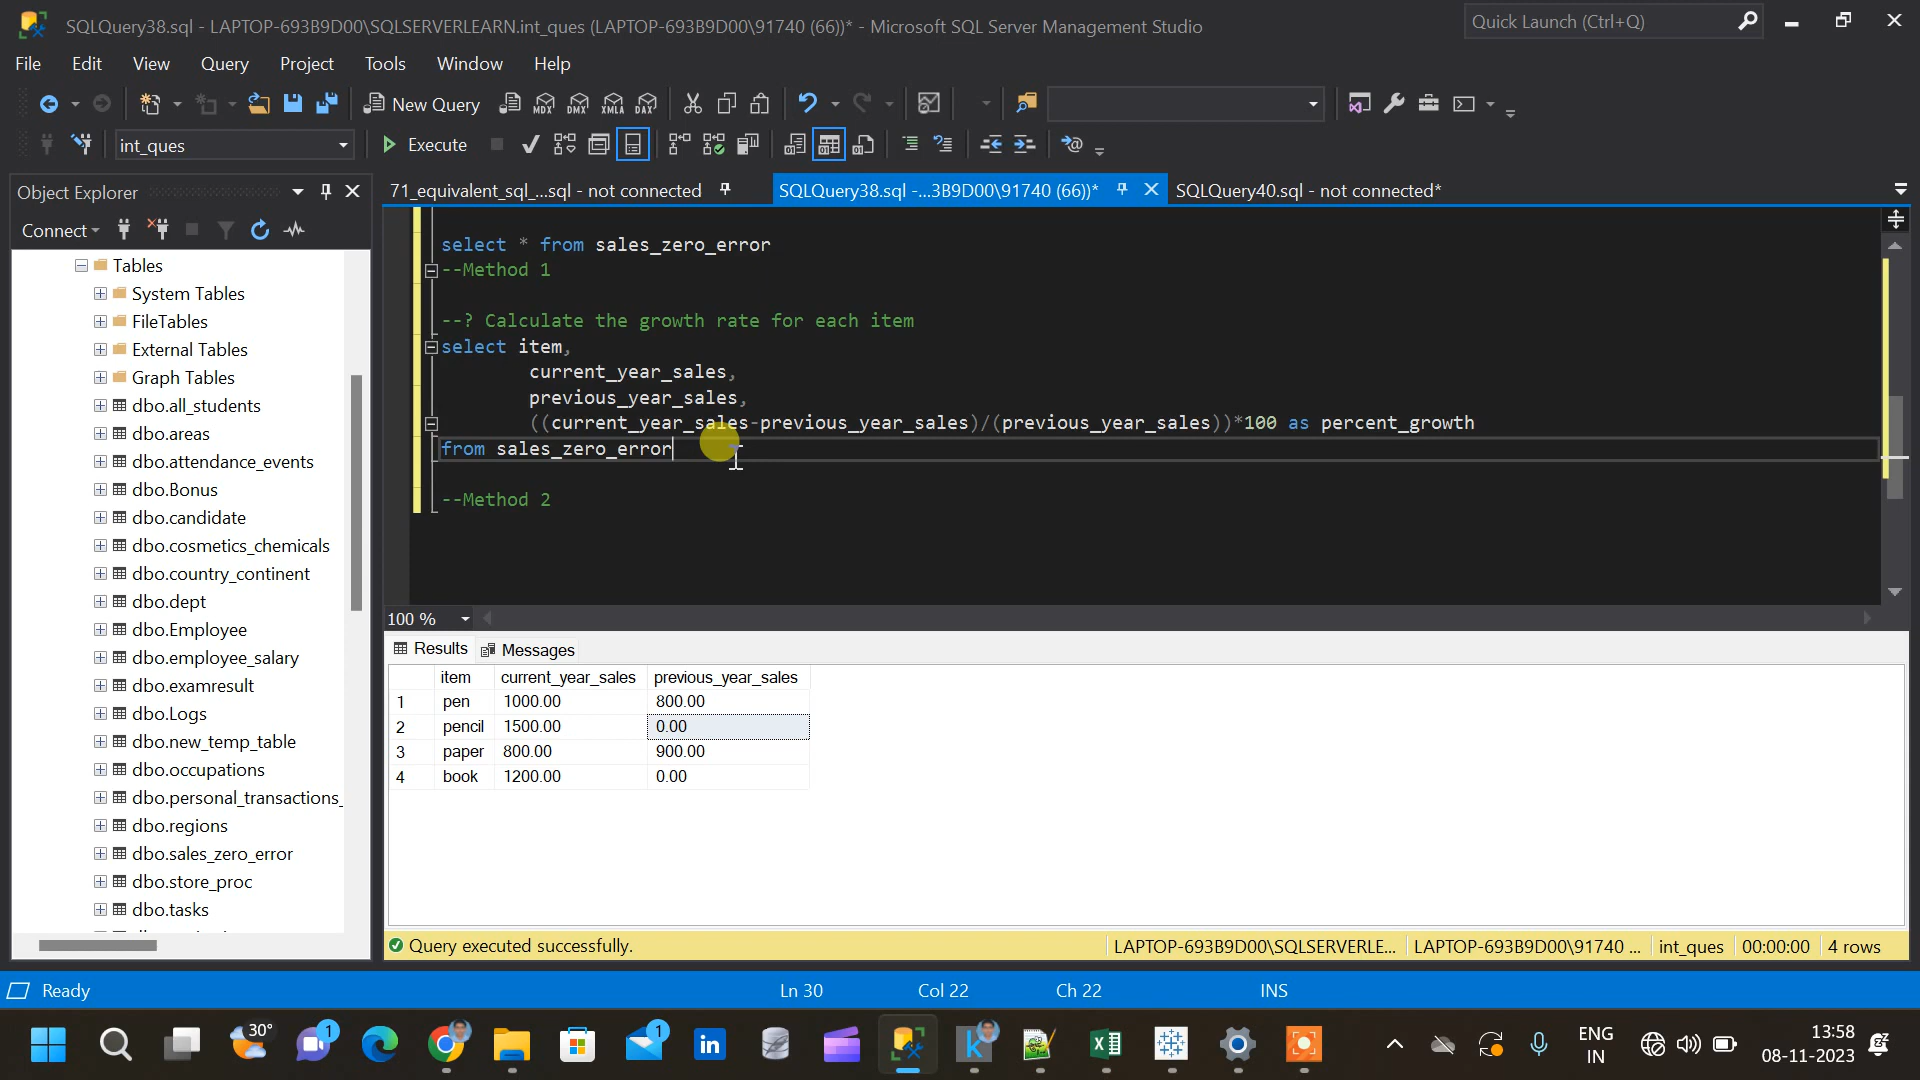 SQLQuery38.sql - LAPTOP-693B9D00\SQLSERVERLEARN.int_ques (LAPTOP-693B9D00\91740 (66))* - Microsoft SQL Server Management Studio
Quick Launch (Ctrl+Q)
File Edit View Query Project Tools Window Help
New Query
MDX DMX XMLA DAX
int_ques
Execute
Object Explorer
71_equivalent_sql_...sql - not connected
SQLQuery38.sql -...3B9D00\91740 (66))*
SQLQuery40.sql - not connected*
Connect
Tables
System Tables
FileTables
External Tables
Graph Tables
dbo.all_students
dbo.areas
dbo.attendance_events
dbo.Bonus
dbo.candidate
dbo.cosmetics_chemicals
dbo.country_continent
dbo.dept
dbo.Employee
dbo.employee_salary
dbo.examresult
dbo.Logs
dbo.new_temp_table
dbo.occupations
dbo.personal_transactions_
dbo.regions
dbo.sales_zero_error
dbo.store_proc
dbo.tasks
select * from sales_zero_error
--Method 1
--? Calculate the growth rate for each item
select item,
current_year_sales,
previous_year_sales,
((current_year_sales-previous_year_sales)/(previous_year_sales))*100 as percent_growth
from sales_zero_error
--Method 2
100 %
Results Messages
item current_year_sales previous_year_sales
1 pen 1000.00 800.00
2 pencil 1500.00 0.00
3 paper 800.00 900.00
4 book 1200.00 0.00
Query executed successfully.
LAPTOP-693B9D00\SQLSERVERLE... LAPTOP-693B9D00\91740 ... int_ques 00:00:00 4 rows
Ready Ln 30 Col 22 Ch 22 INS
30°
1
1
ENG
IN
13:58
08-11-2023